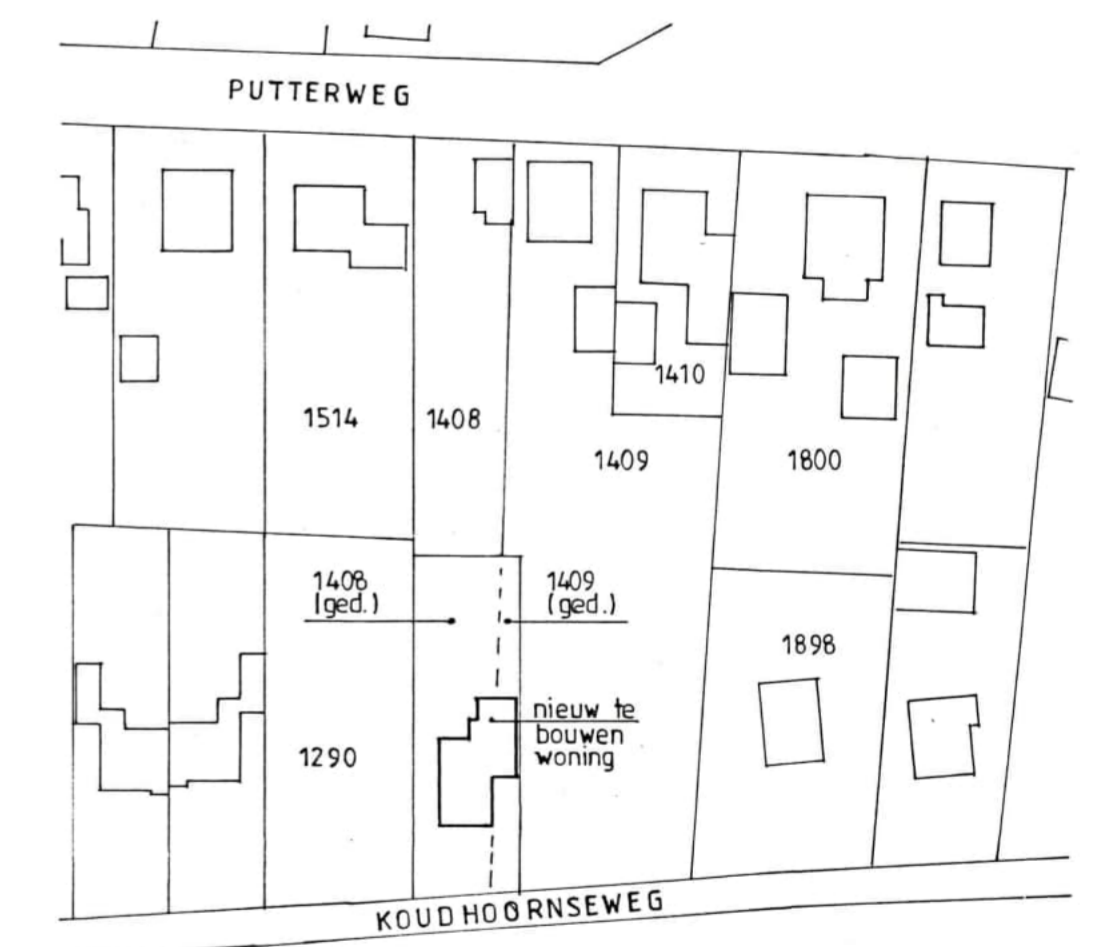 PUTTERWEG
1410
1514
1408
1409
1800
1408
(ged.)
1409
(ged.)
1898
nieuw te
bouwen
woning
1290
KOUDHOORNSEWEG